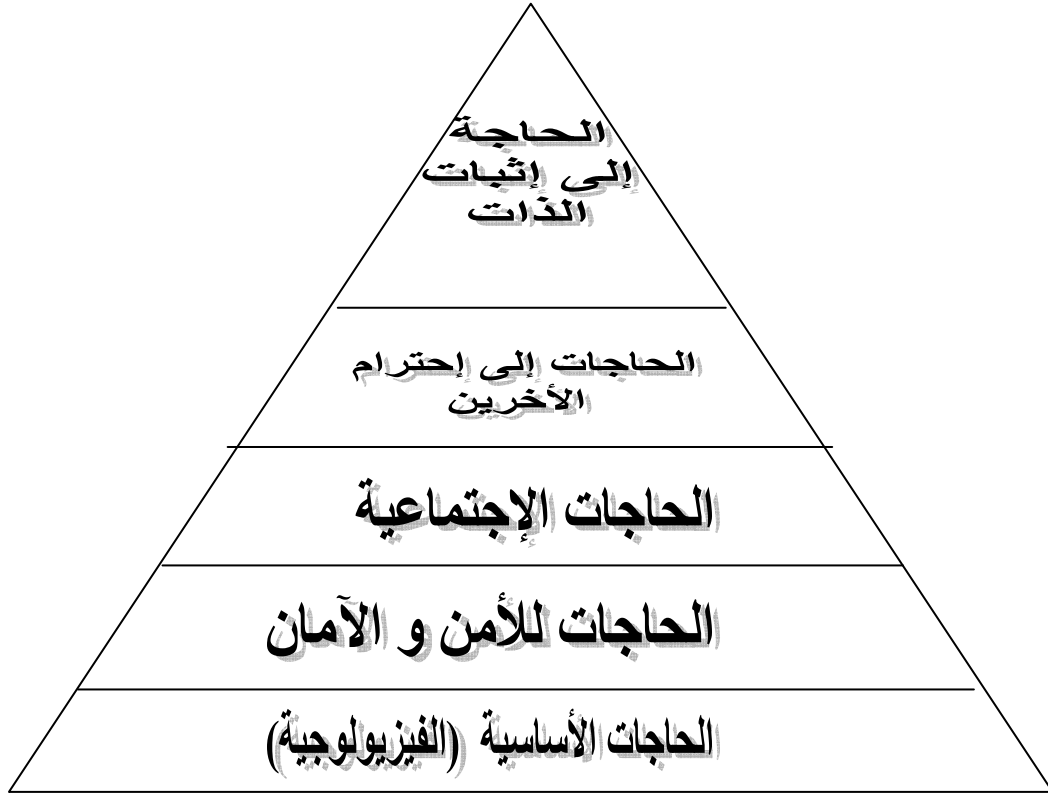 الحاجة
إلى إثبات
الذات
الحاجات إلى إحترام
الأخرين
الحاجات الإجتماعية
الحاجات للأمن و الآمان
الحاجات الأساسية (الفيزيولوجية)